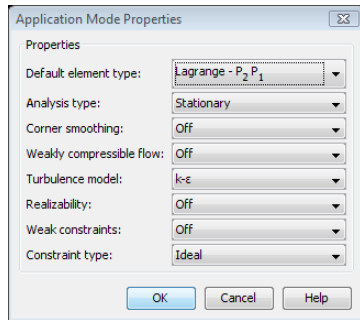 Application Mode Properties
Properties
Default element type: Lagrange - P₂ P₁
Analysis type: Stationary
Corner smoothing: Off
Weakly compressible flow: Off
Turbulence model: k-ε
Realizability: Off
Weak constraints: Off
Constraint type: Ideal
OK Cancel Help